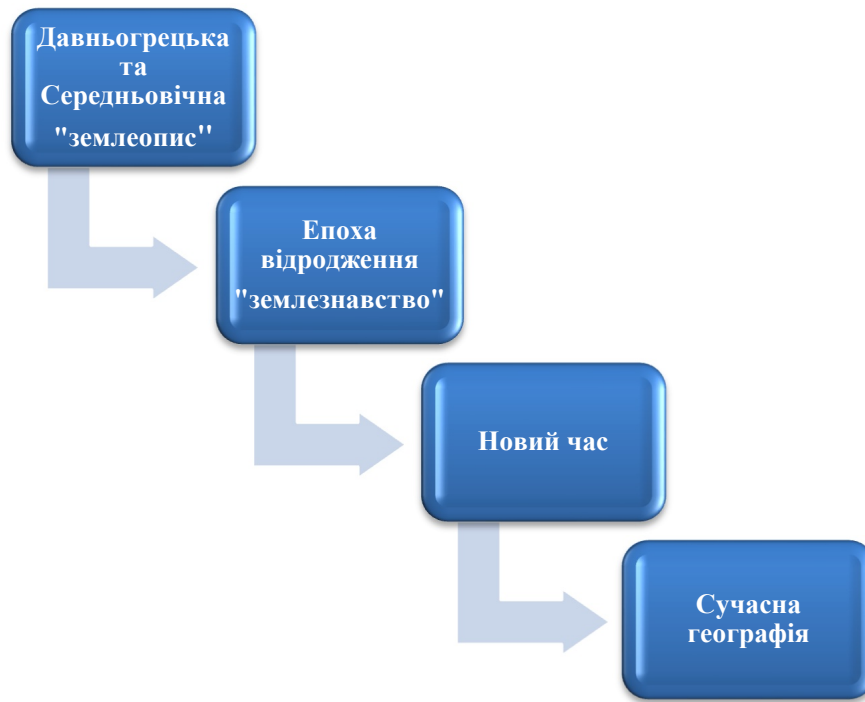 Давньогрецька
та
Середньовічна
"землеопис"
Епоха
відродження
"землезнавство"
Новий час
Сучасна
географія